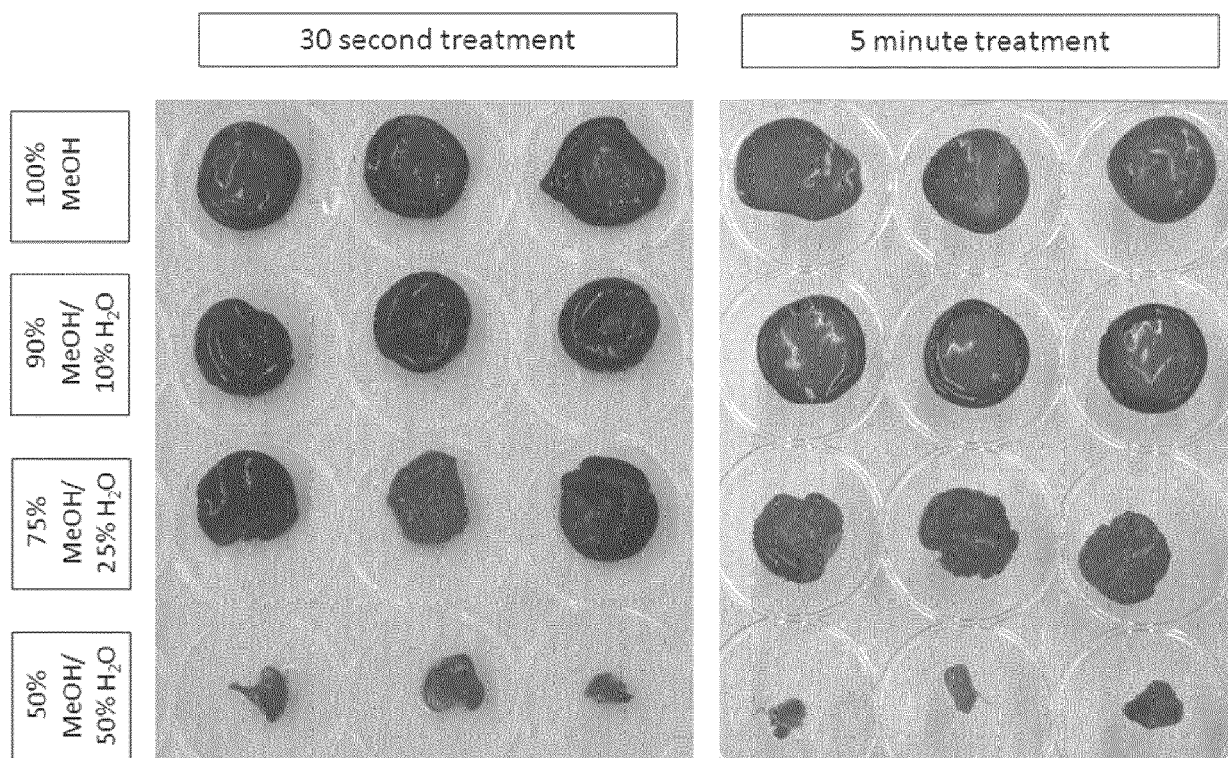 30 second treatment
5 minute treatment
100%
MeOH
90%
MeOH/
10% H₂O
75%
MeOH/
25% H₂O
50%
MeOH/
50% H₂O